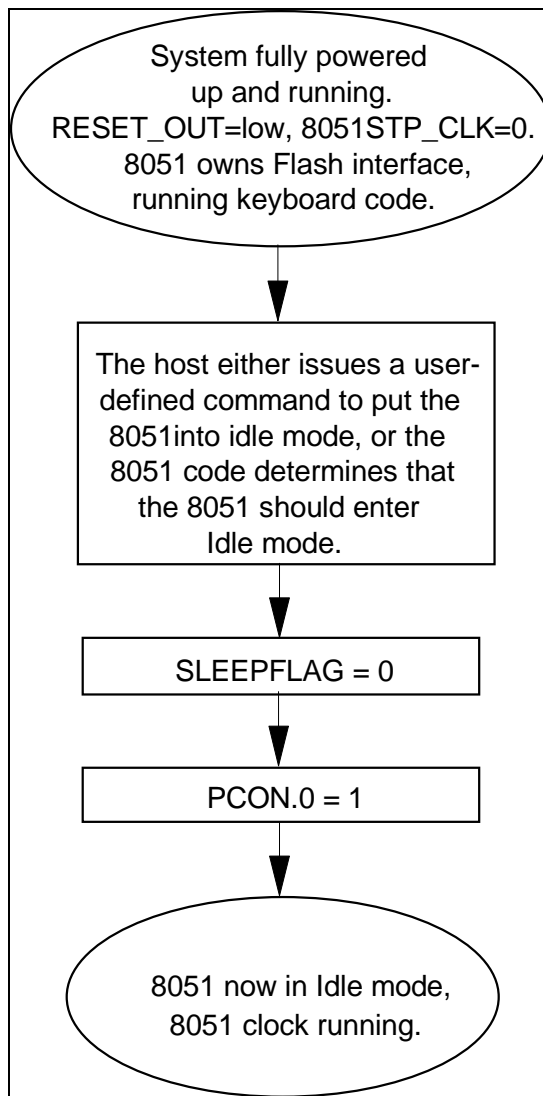 System fully powered
up and running.
RESET_OUT=low, 8051STP_CLK=0.
8051 owns Flash interface,
running keyboard code.
The host either issues a user-
defined command to put the
8051into idle mode, or the
8051 code determines that
the 8051 should enter
Idle mode.
SLEEPFLAG = 0
PCON.0 = 1
8051 now in Idle mode,
8051 clock running.